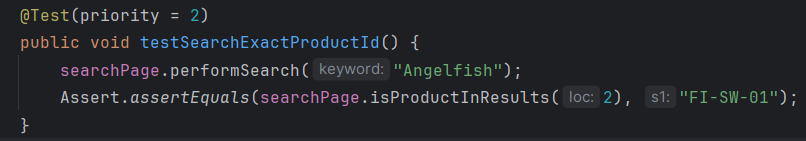 @Test(priority = 2)
public void testSearchExactProductId() {
searchPage.performSearch( keyword: "Angelfish");
Assert.assertEquals(searchPage.isProductInResults( loc: 2), s1: "FI-SW-01");
}